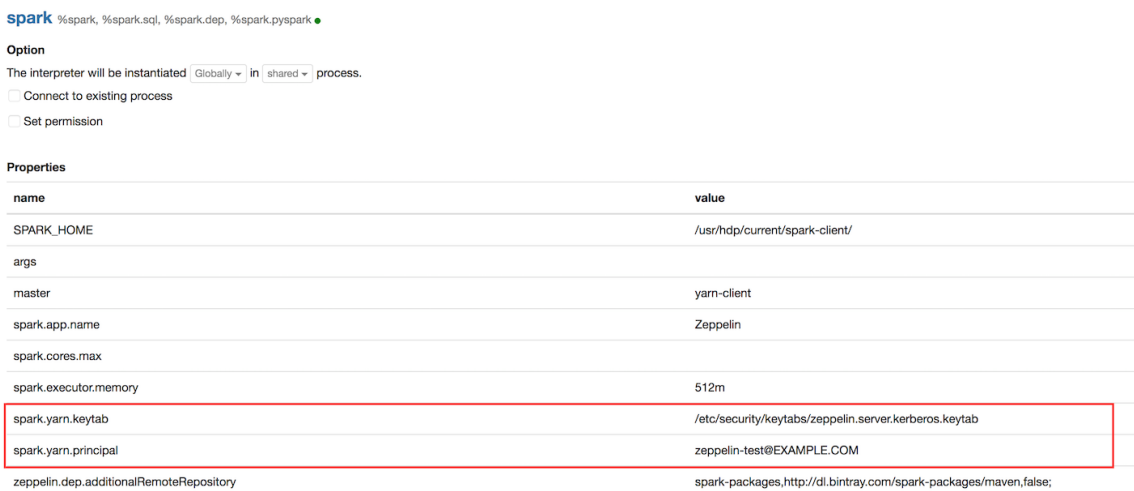 spark %spark, %spark.sql, %spark.dep, %spark.pyspark
Option
The interpreter will be instantiated Globally in shared process.
Connect to existing process
Set permission
Properties
name value
SPARK_HOME /usr/hdp/current/spark-client/
args
master yarn-client
spark.app.name Zeppelin
spark.cores.max
spark.executor.memory 512m
spark.yarn.keytab /etc/security/keytabs/zeppelin.server.kerberos.keytab
spark.yarn.principal zeppelin-test@EXAMPLE.COM
zeppelin.dep.additionalRemoteRepository spark-packages,http://dl.bintray.com/spark-packages/maven,false;